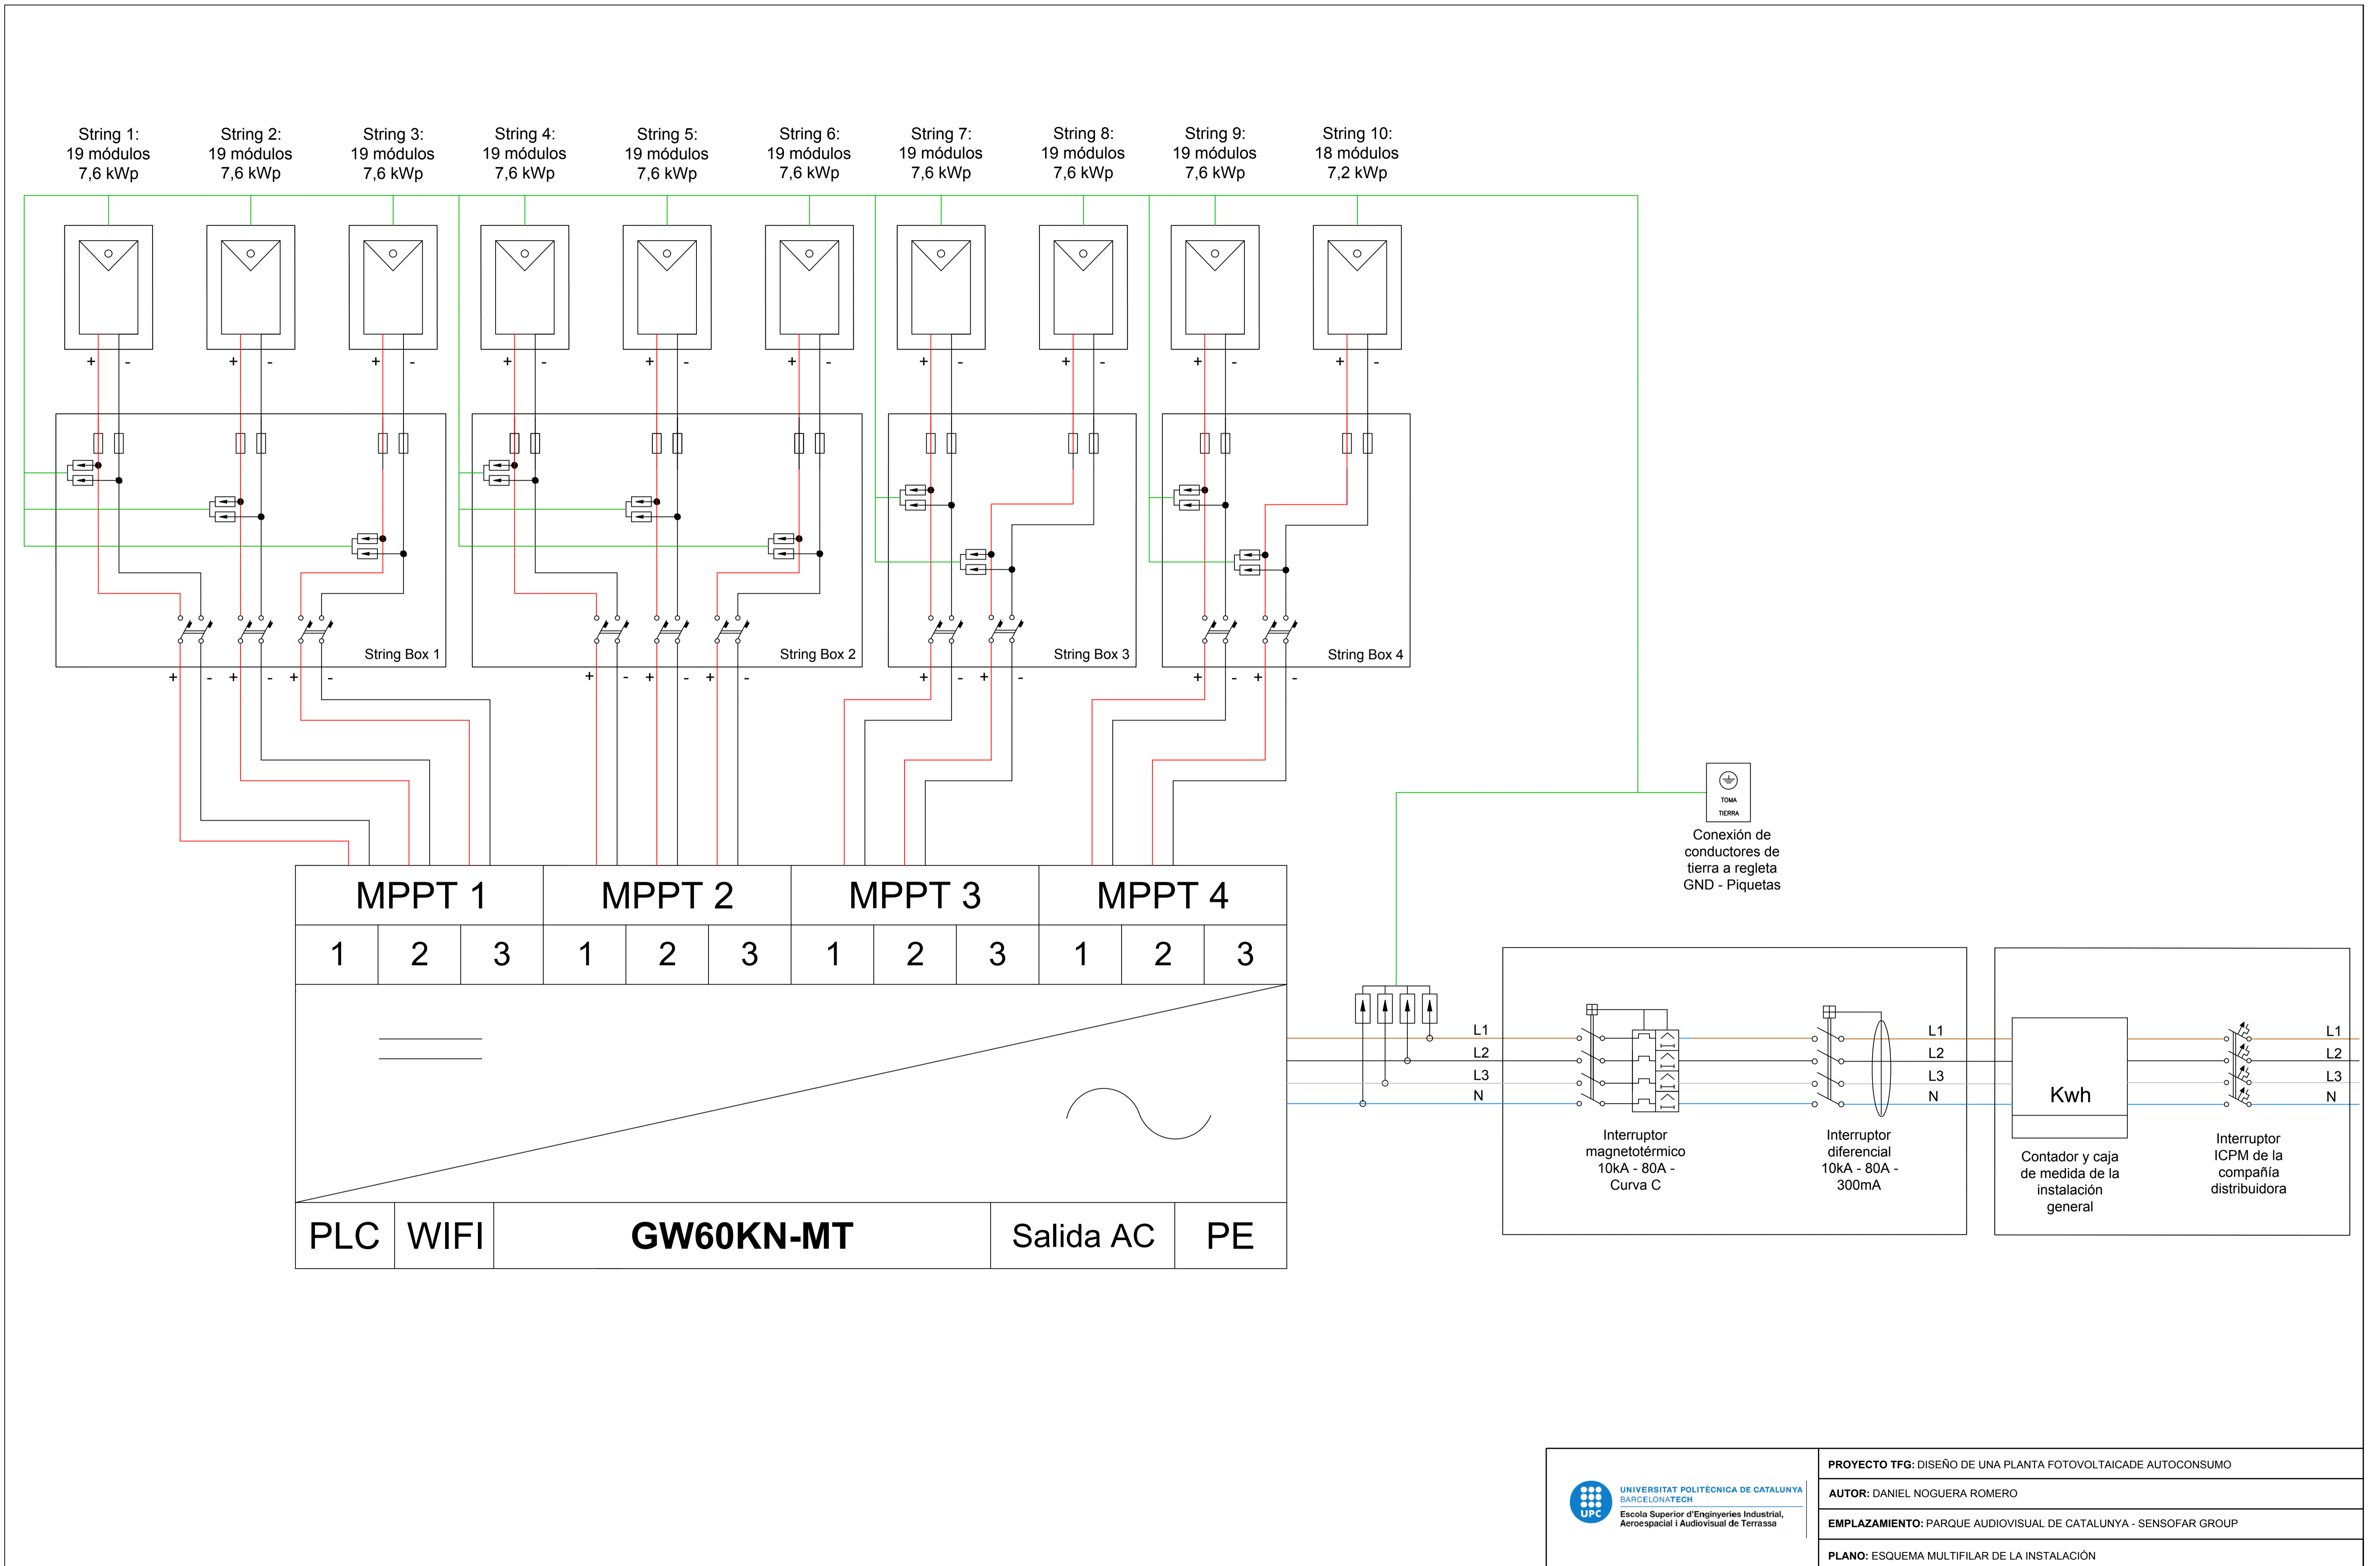 String 1:
19 módulos
7,6 kWp
String 2:
19 módulos
7,6 kWp
String 3:
19 módulos
7,6 kWp
String 4:
19 módulos
7,6 kWp
String 5:
19 módulos
7,6 kWp
String 6:
19 módulos
7,6 kWp
String 7:
19 módulos
7,6 kWp
String 8:
19 módulos
7,6 kWp
String 9:
19 módulos
7,6 kWp
String 10:
18 módulos
7,2 kWp
+ - + - + - + - + - + - + - + - + - + -
String Box 1
String Box 2
String Box 3
String Box 4
+ - + - + - + - + - + - + - + - + - + -
TOMA
TIERRA
Conexión de
conductores de
tierra a regleta
GND - Piquetas
MPPT 1 MPPT 2 MPPT 3 MPPT 4
1 2 3 1 2 3 1 2 3 1 2 3
L1
L2
L3
N
L1
L2
L3
N
L1
L2
L3
N
Kwh
Interruptor
magnetotérmico
10kA - 80A -
Curva C
Interruptor
diferencial
10kA - 80A -
300mA
Contador y caja
de medida de la
instalación
general
Interruptor
ICPM de la
compañía
distribuidora
PLC WIFI GW60KN-MT Salida AC PE
UPC
UNIVERSITAT POLITÈCNICA DE CATALUNYA
BARCELONATECH
Escola Superior d'Enginyeries Industrial,
Aeroespacial i Audiovisual de Terrassa
PROYECTO TFG: DISEÑO DE UNA PLANTA FOTOVOLTAICADE AUTOCONSUMO
AUTOR: DANIEL NOGUERA ROMERO
EMPLAZAMIENTO: PARQUE AUDIOVISUAL DE CATALUNYA - SENSOFAR GROUP
PLANO: ESQUEMA MULTIFILAR DE LA INSTALACIÓN